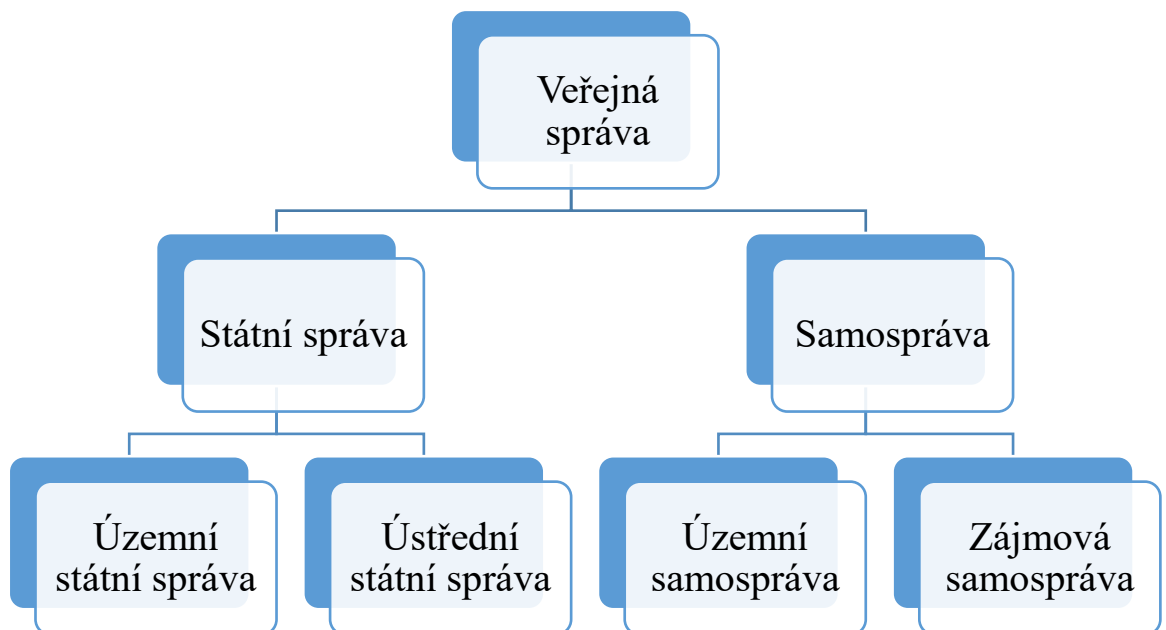 Veřejná
správa
Státní správa
Samospráva
Územní
státní správa
Ústřední
státní správa
Územní
samospráva
Zájmová
samospráva